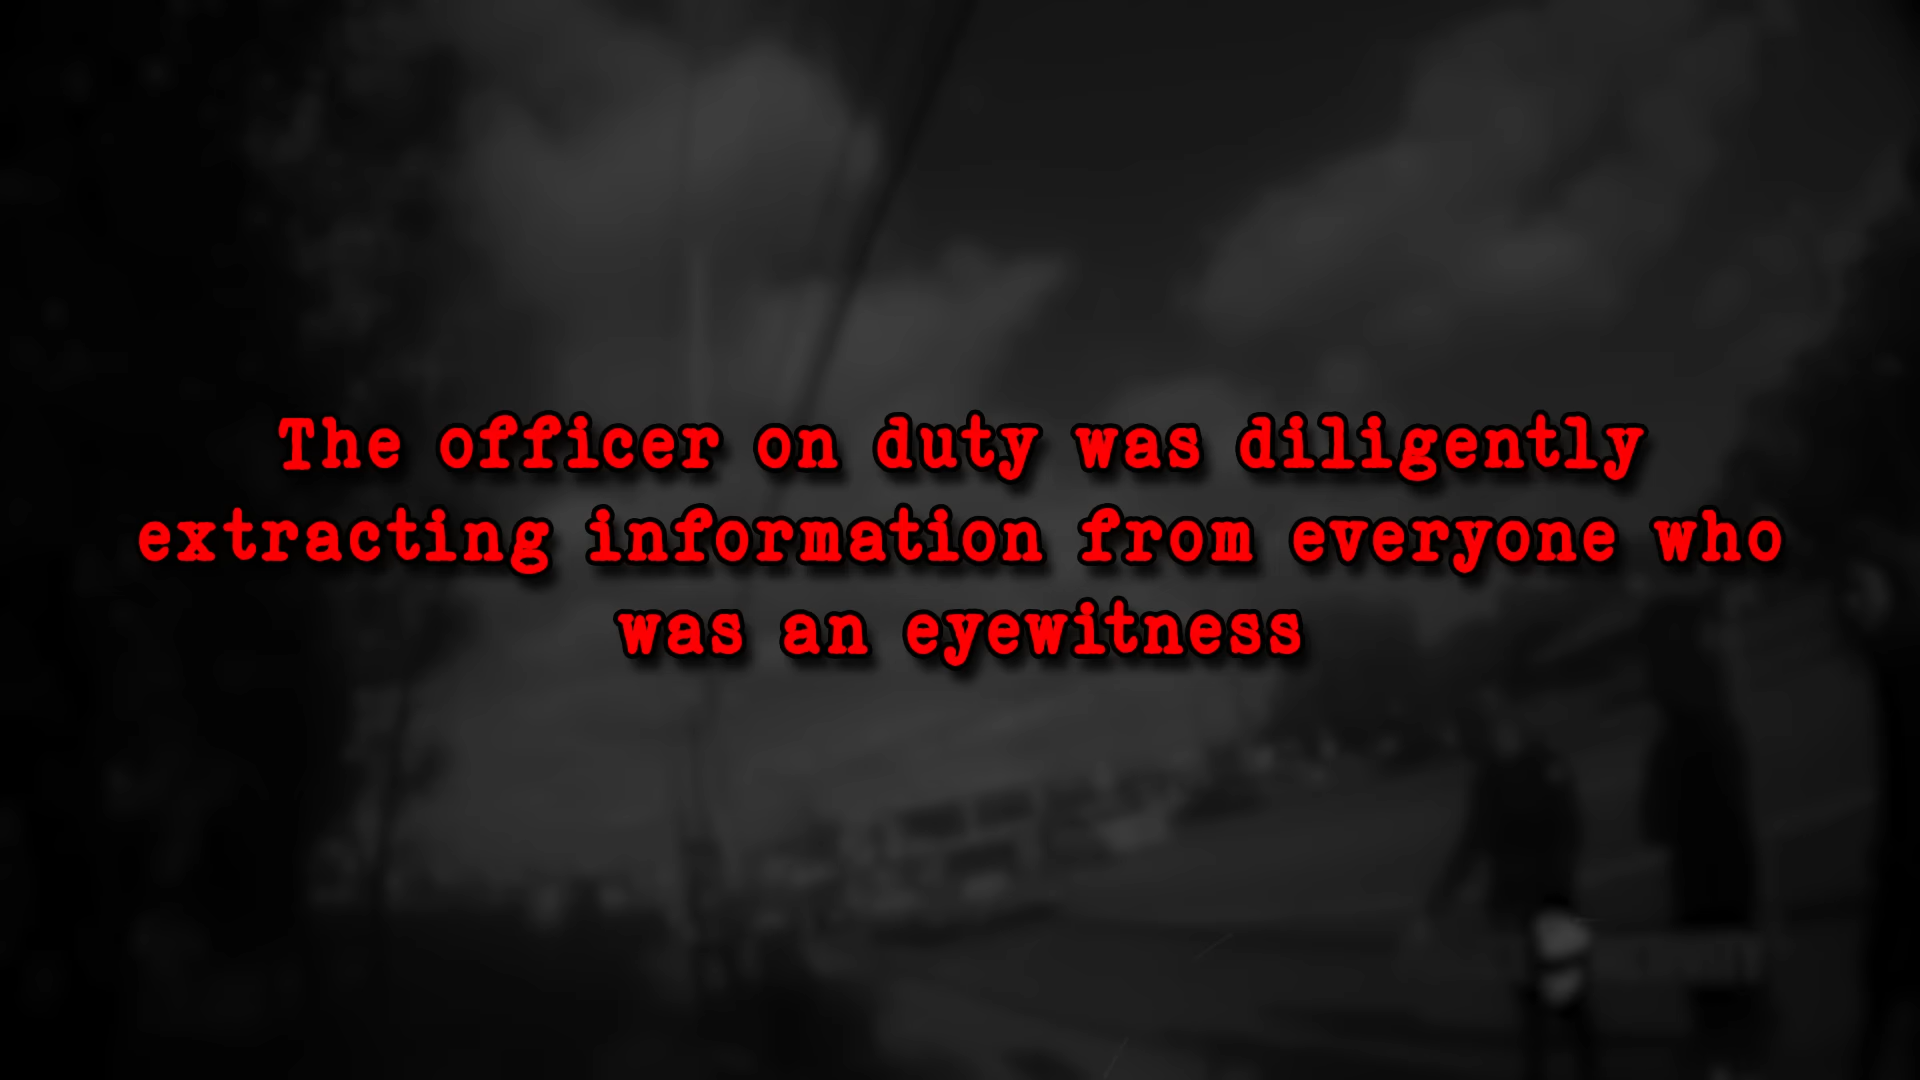 The officer on duty was diligently
extracting information from everyone who
was an eyewitness